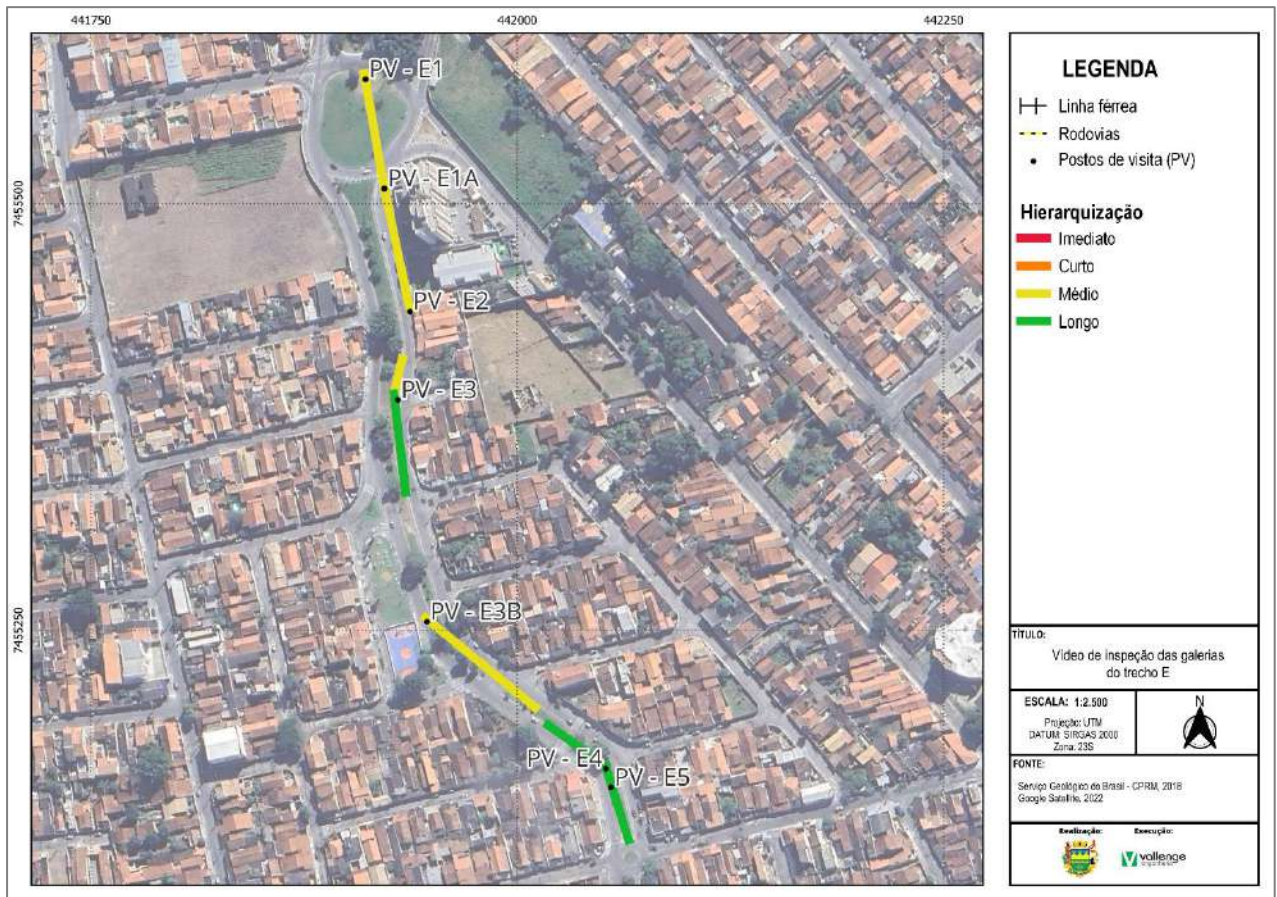 441750
442000
442250
7455500
7455250
PV - E1
PV - E1A
PV - E2
PV - E3
PV - E3B
PV - E4
PV - E5
LEGENDA
Linha férrea
Rodovias
Postos de visita (PV)
Hierarquização
Imediato
Curto
Médio
Longo
TÍTULO:
Video de inspeção das galerias
do trecho E
ESCALA: 1:2.500
Projeção: UTM
DATUM: SIRGAS 2000
Zona: 23S
N
FONTE:
Serviço Geológico do Brasil - CPRM, 2018
Google Satellite, 2022
Realização:
Execução:
vallenge